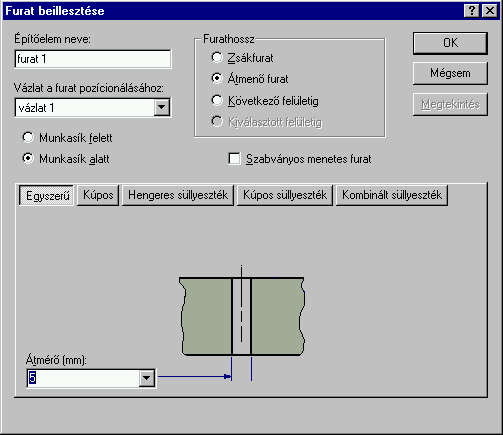 Furat beillesztése
Építőelem neve:
furat 1
Vázlat a furat pozícionálásához:
vázlat 1
Munkasík felett
Munkasík alatt
Furathossz
Zsákfurat
Átmenő furat
Következő felületig
Kiválasztott felületig
Szabványos menetes furat
OK
Mégsem
Megtekintés
Egyszerű Kúpos Hengeres süllyeszték Kúpos süllyeszték Kombinált süllyeszték
Átmérő (mm):
5